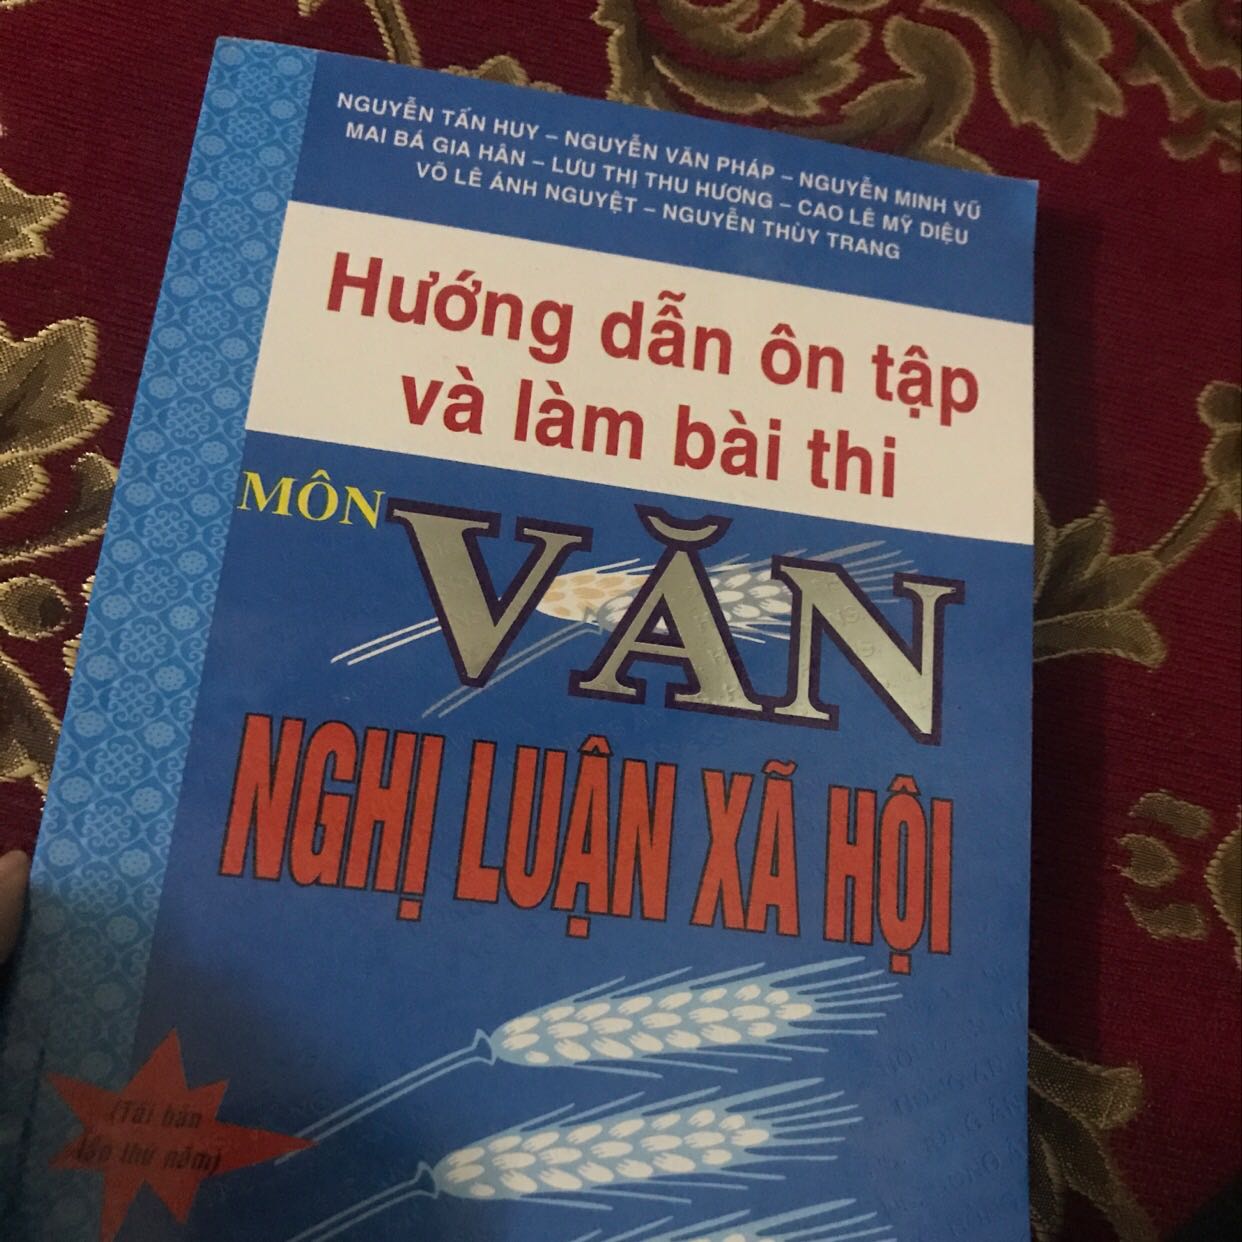 NGUYỄN TẤN HUY – NGUYỄN VĂN PHÁP – NGUYỄN MINH VŨ
MAI BÁ GIA HÂN – LƯU THỊ THU HƯƠNG – CAO LÊ MỸ DIỆU
VÕ LÊ ÁNH NGUYỆT – NGUYỄN THÙY TRANG
Hướng dẫn ôn tập
và làm bài thi
MÔN VĂN
NGHỊ LUẬN XÃ HỘI
(Tái bản
lần thứ năm)